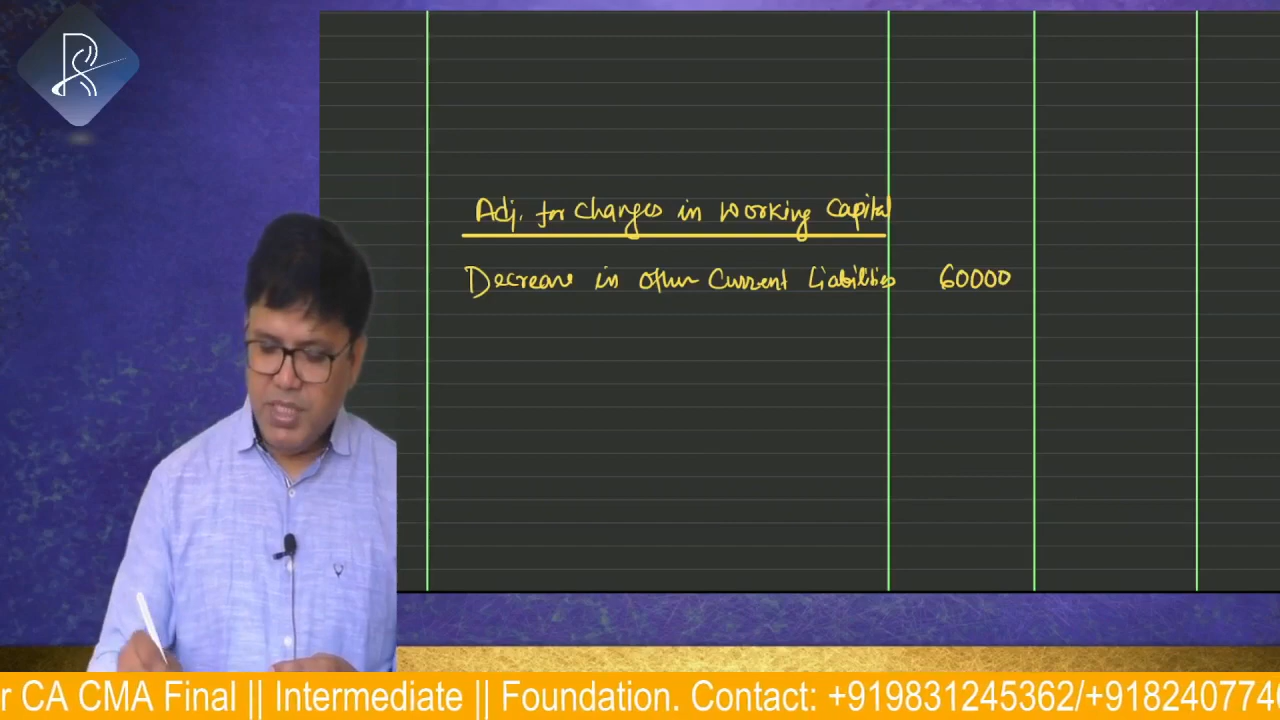 RS
Adj. for changes in working capital
Decrease in other Current Liabilities 60000
r CA CMA Final || Intermediate || Foundation. Contact: +919831245362/+918240774